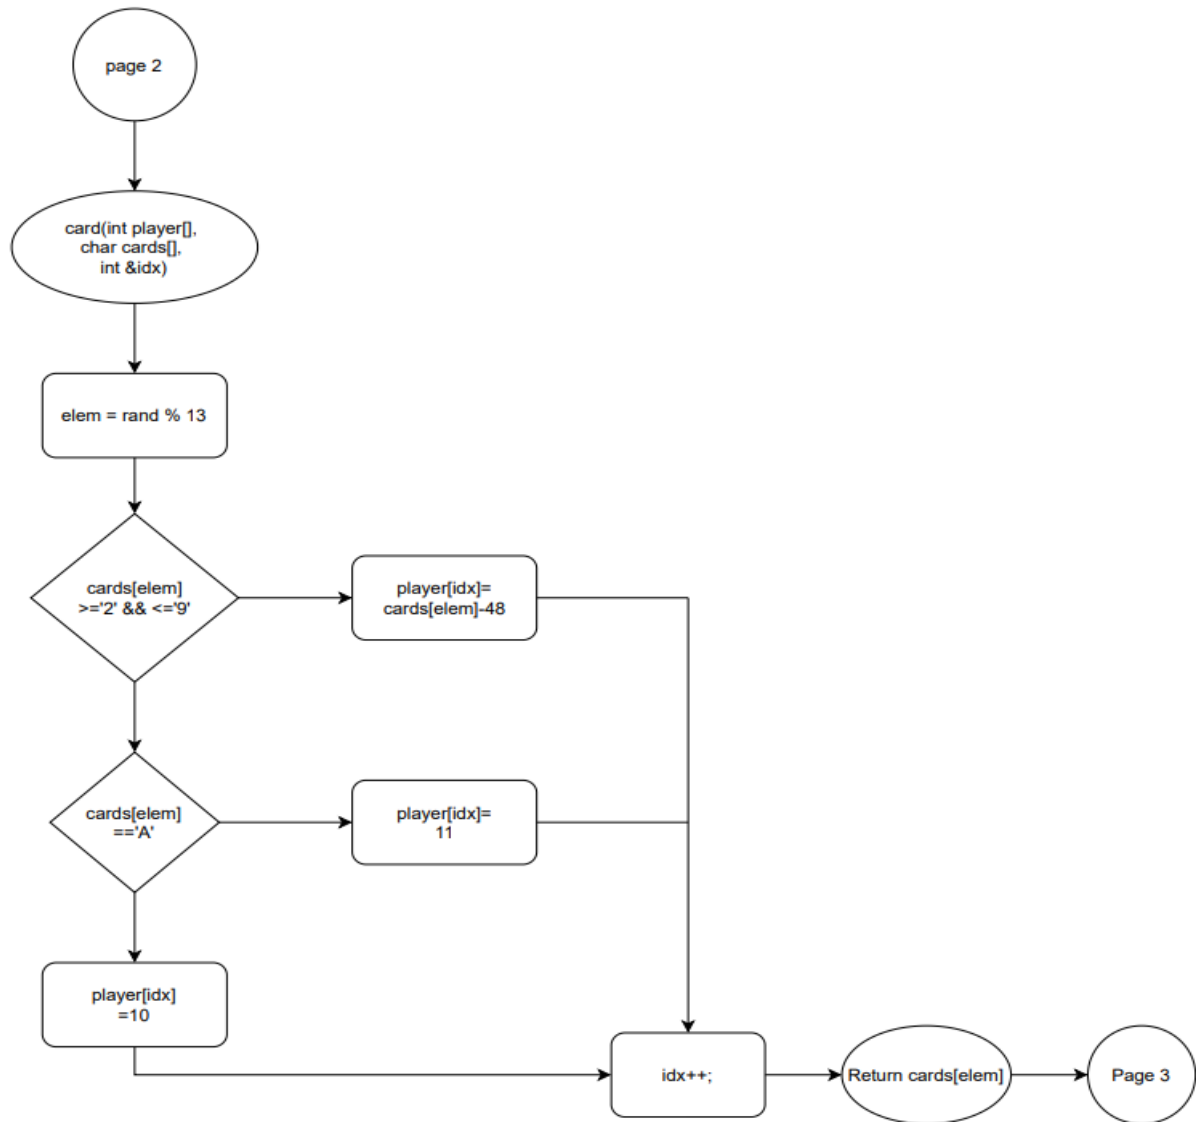 page 2
card(int player[],
char cards[],
int &idx)
elem = rand % 13
cards[elem]
>='2' && <='9'
player[idx]=
cards[elem]-48
cards[elem]
=='A'
player[idx]=
11
player[idx]
=10
idx++;
Return cards[elem]
Page 3